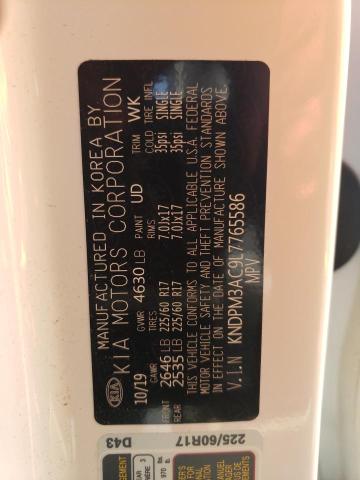 MANUFACTURED IN KOREA BY
KIA KIA MOTORS CORPORATION
10/19 GVWR 4630 LB PAINT UD TRIM WK
GAWR TIRES RIMS COLD TIRE INFL
FRONT 2646 LB 225/60 R17 7.0Jx17 35psi SINGLE
REAR 2535 LB 225/60 R17 7.0Jx17 35psi SINGLE
THIS VEHICLE CONFORMS TO ALL APPLICABLE U.S.A. FEDERAL
MOTOR VEHICLE SAFETY AND THEFT PREVENTION STANDARDS
IN EFFECT ON THE DATE OF MANUFACTURE SHOWN ABOVE.
V.I.N KNDPM3AC9L7765586
MPV
D43 225/60R17